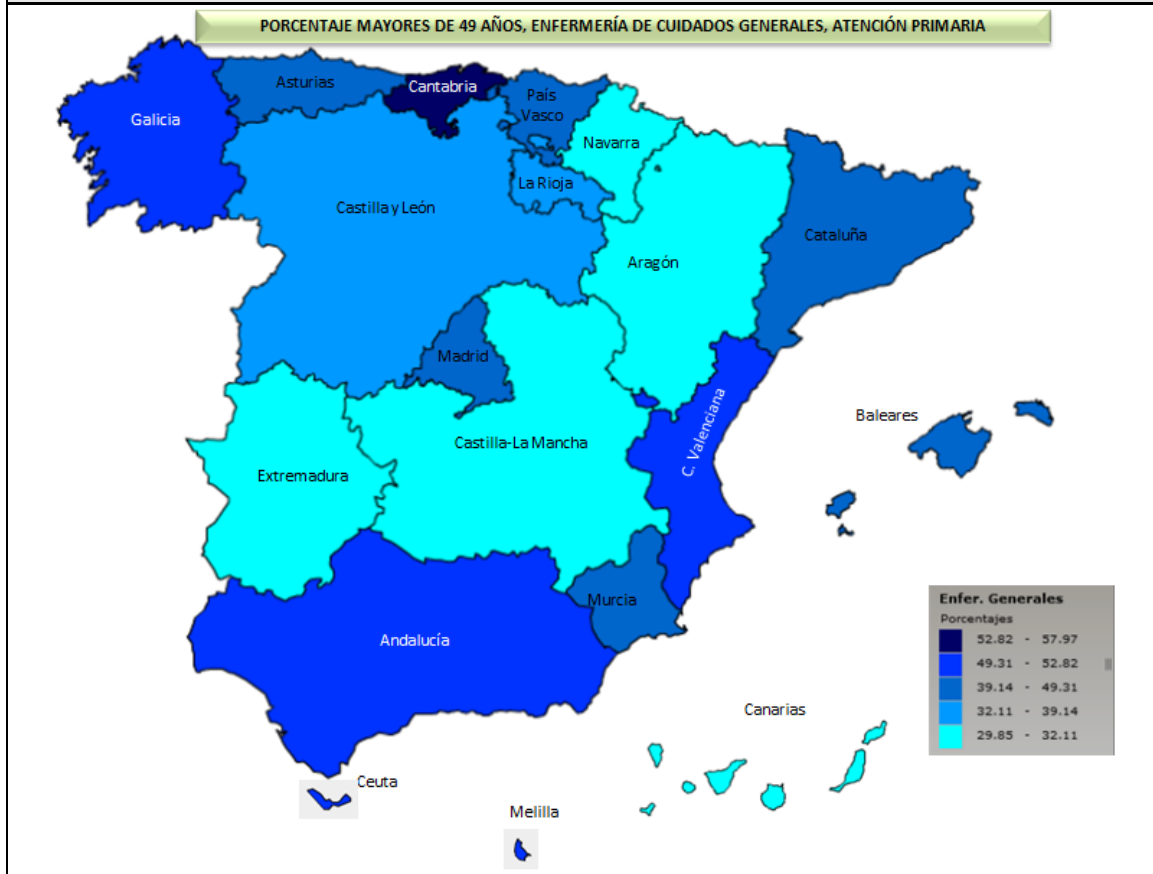 PORCENTAJE MAYORES DE 49 AÑOS, ENFERMERÍA DE CUIDADOS GENERALES, ATENCIÓN PRIMARIA
Asturias
Cantabria
País
Vasco
Galicia
Navarra
La Rioja
Castilla y León
Cataluña
Aragón
Madrid
Baleares
C. Valenciana
Castilla-La Mancha
Extremadura
Murcia
Andalucía
Enfer. Generales
Porcentajes
52.82 - 57.97
49.31 - 52.82
39.14 - 49.31
32.11 - 39.14
29.85 - 32.11
Canarias
Ceuta
Melilla